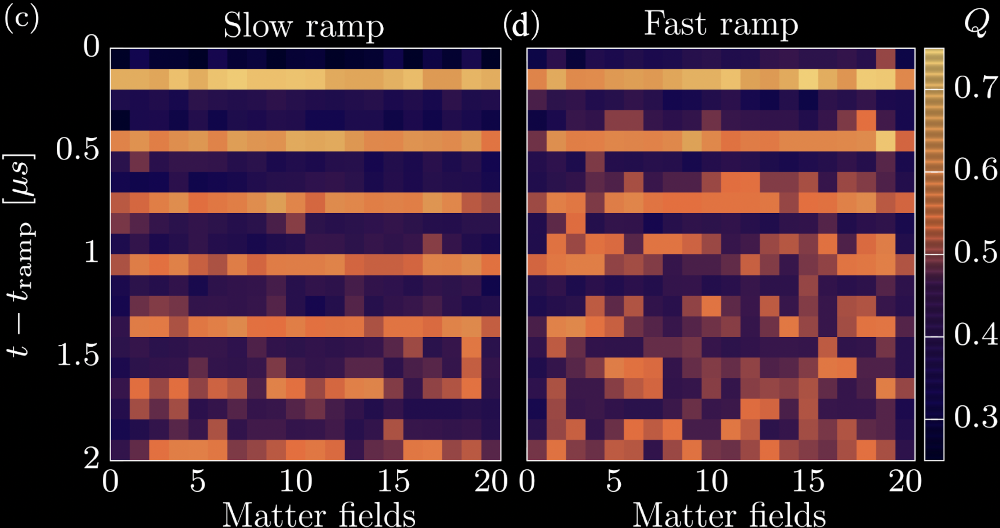 (c)
Slow ramp
(d)
Fast ramp
Q
0
0.5
1
1.5
2
t − t_ramp [μs]
0
5
10
15
20
Matter fields
0
5
10
15
20
Matter fields
0.7
0.6
0.5
0.4
0.3